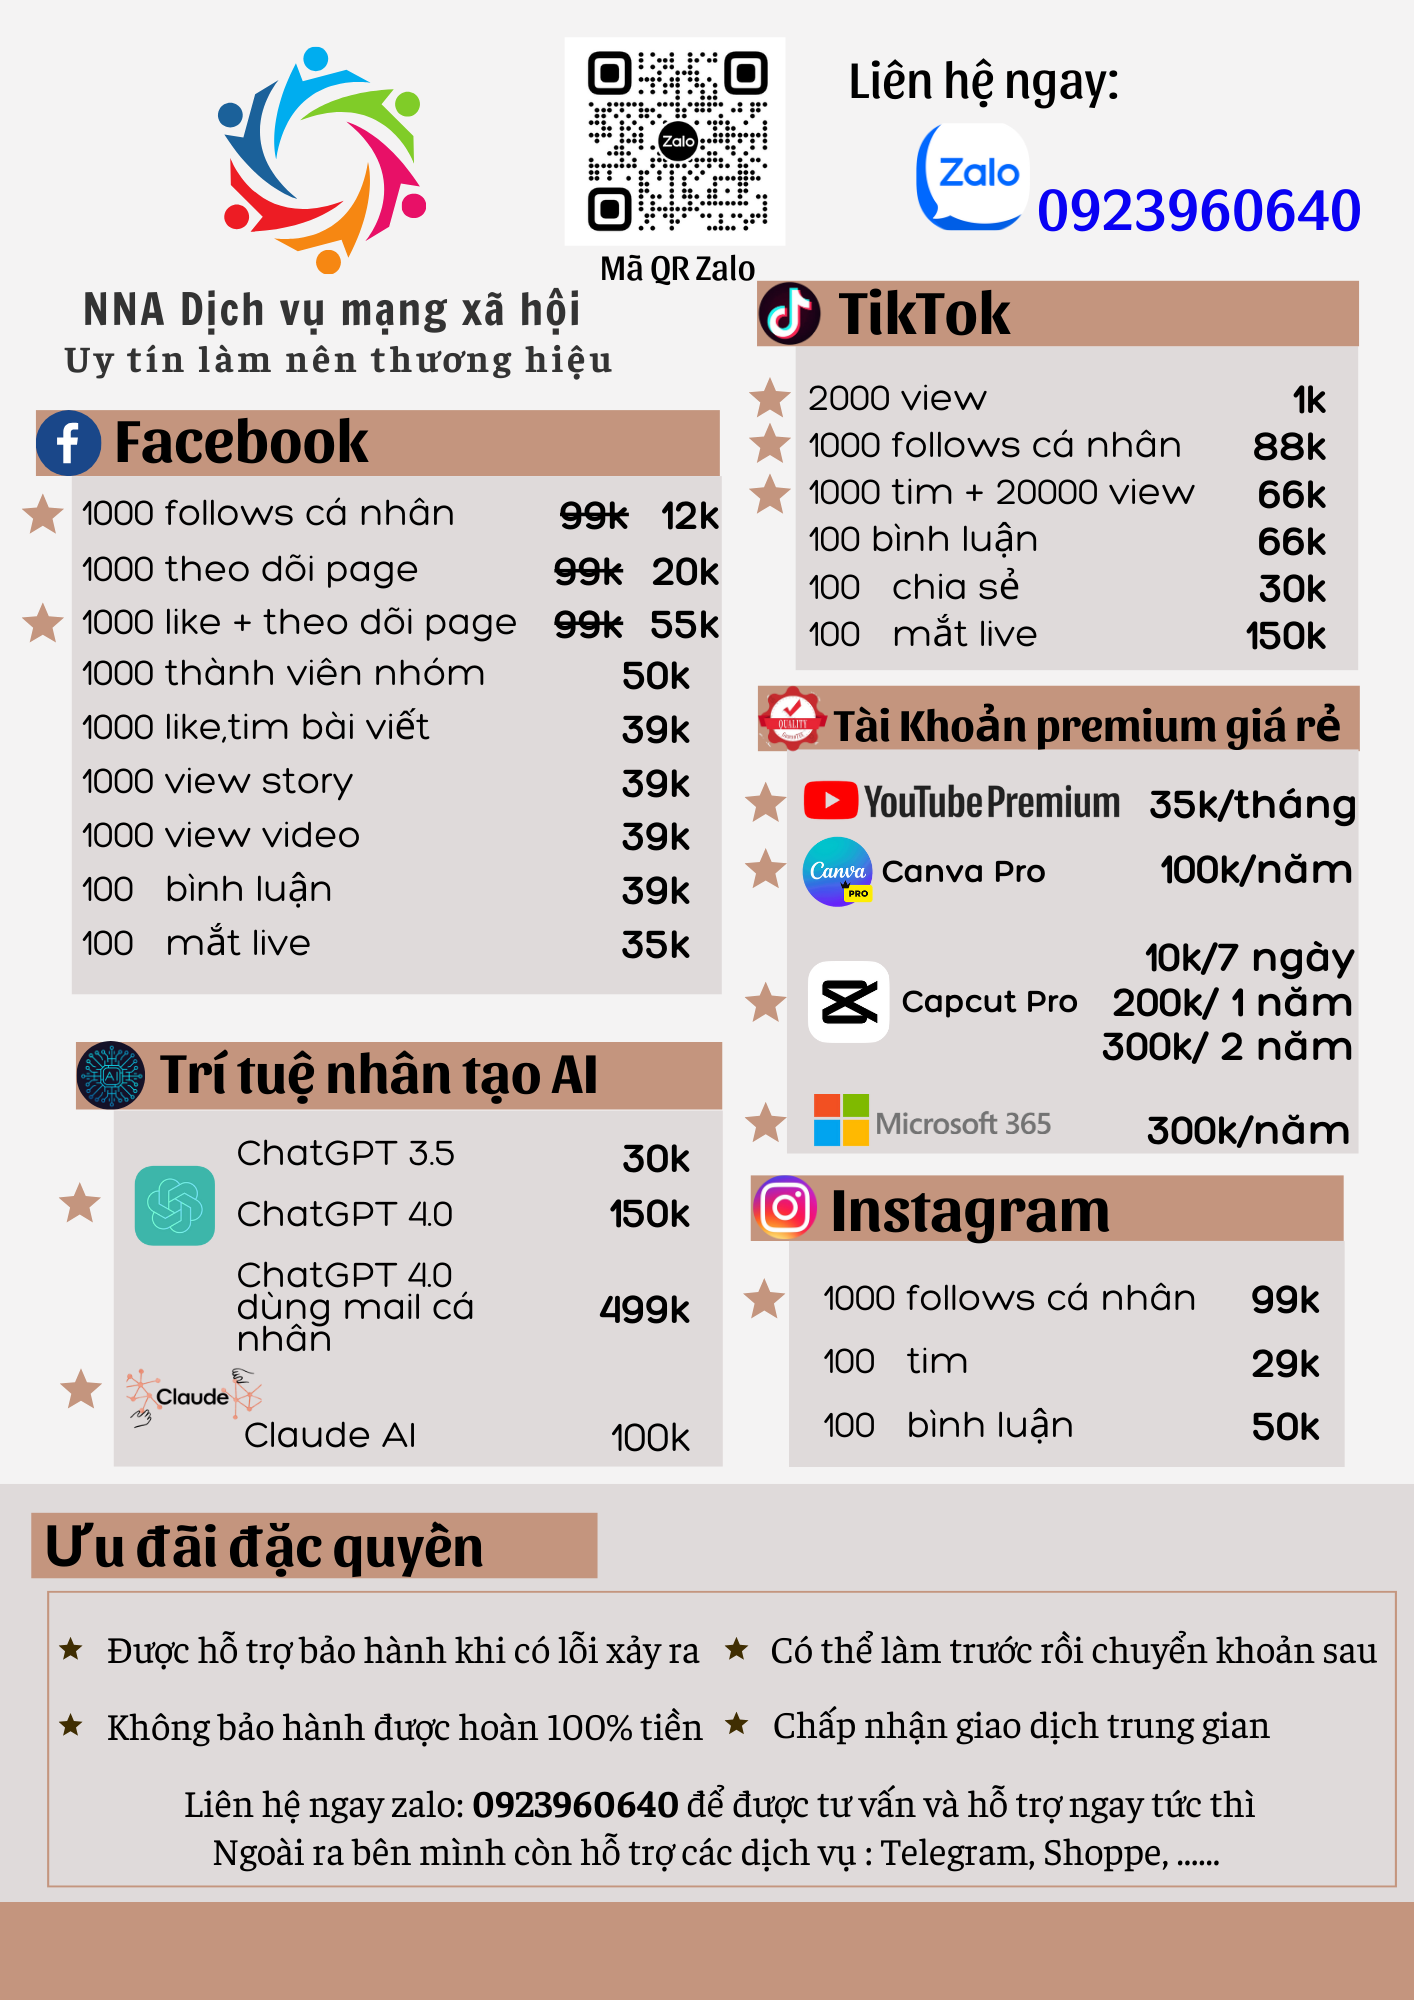 Zalo
Mã QR Zalo
Liên hệ ngay:
Zalo
0923960640
NNA Dịch vụ mạng xã hội
Uy tín làm nên thương hiệu
Facebook
1000 follows cá nhân 99k 12k
1000 theo dõi page 99k 20k
1000 like + theo dõi page 99k 55k
1000 thành viên nhóm 50k
1000 like,tim bài viết 39k
1000 view story 39k
1000 view video 39k
100 bình luận 39k
100 mắt live 35k
TikTok
2000 view 1k
1000 follows cá nhân 88k
1000 tim + 20000 view 66k
100 bình luận 66k
100 chia sẻ 30k
100 mắt live 150k
QUALITY
Tài Khoản premium giá rẻ
YouTube Premium 35k/tháng
Canva
PRO
Canva Pro 100k/năm
Capcut Pro
10k/7 ngày
200k/ 1 năm
300k/ 2 năm
Microsoft 365 300k/năm
AI
Trí tuệ nhân tạo AI
ChatGPT 3.5 30k
ChatGPT 4.0 150k
ChatGPT 4.0
dùng mail cá
nhân
499k
Claude
Claude AI 100k
Instagram
1000 follows cá nhân 99k
100 tim 29k
100 bình luận 50k
Ưu đãi đặc quyền
Được hỗ trợ bảo hành khi có lỗi xảy ra
Có thể làm trước rồi chuyển khoản sau
Không bảo hành được hoàn 100% tiền
Chấp nhận giao dịch trung gian
Liên hệ ngay zalo: 0923960640 để được tư vấn và hỗ trợ ngay tức thì
Ngoài ra bên mình còn hỗ trợ các dịch vụ : Telegram, Shoppe, ......